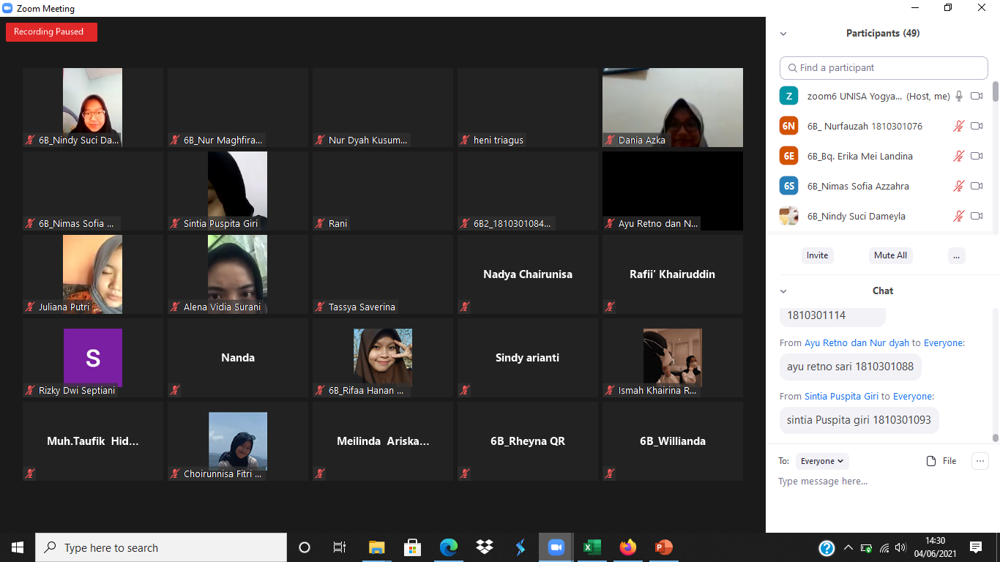 Zoom Meeting
Recording Paused
6B_Nindy Suci Da...
6B_Nur Maghfira...
Nur Dyah Kusum...
heni triagus
Dania Azka
6B_Nimas Sofia ...
Sintia Puspita Giri
Rani
6B2_1810301084...
Ayu Retno dan N...
Juliana Putri
Alena Vidia Surani
Tassya Saverina
Nadya Chairunisa
Rafii' Khairuddin
S
Rizky Dwi Septiani
Nanda
6B_Rifaa Hanan ...
Sindy arianti
Ismah Khairina R...
Muh.Taufik Hid...
Choirunnisa Fitri ...
Meilinda Ariska...
6B_Rheyna QR
6B_Willianda
Participants (49)
Find a participant
Z zoom6 UNISA Yogya... (Host, me)
6N 6B_ Nurfauzah 1810301076
6E 6B_Bq. Erika Mei Landina
6S 6B_Nimas Sofia Azzahra
6B_Nindy Suci Dameyla
Invite Mute All ...
Chat
1810301114
From Ayu Retno dan Nur dyah to Everyone:
ayu retno sari 1810301088
From Sintia Puspita Giri to Everyone:
sintia Puspita giri 1810301093
To: Everyone File ...
Type message here...
Type here to search
14:30
04/06/2021